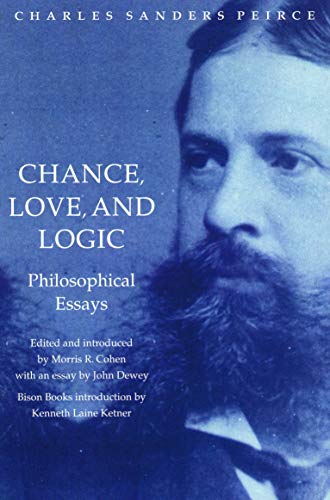 CHARLES SANDERS PEIRCE
CHANCE,
LOVE, AND
LOGIC
Philosophical
Essays
Edited and introduced
by Morris R. Cohen
with an essay by John Dewey
Bison Books introduction by
Kenneth Laine Ketner